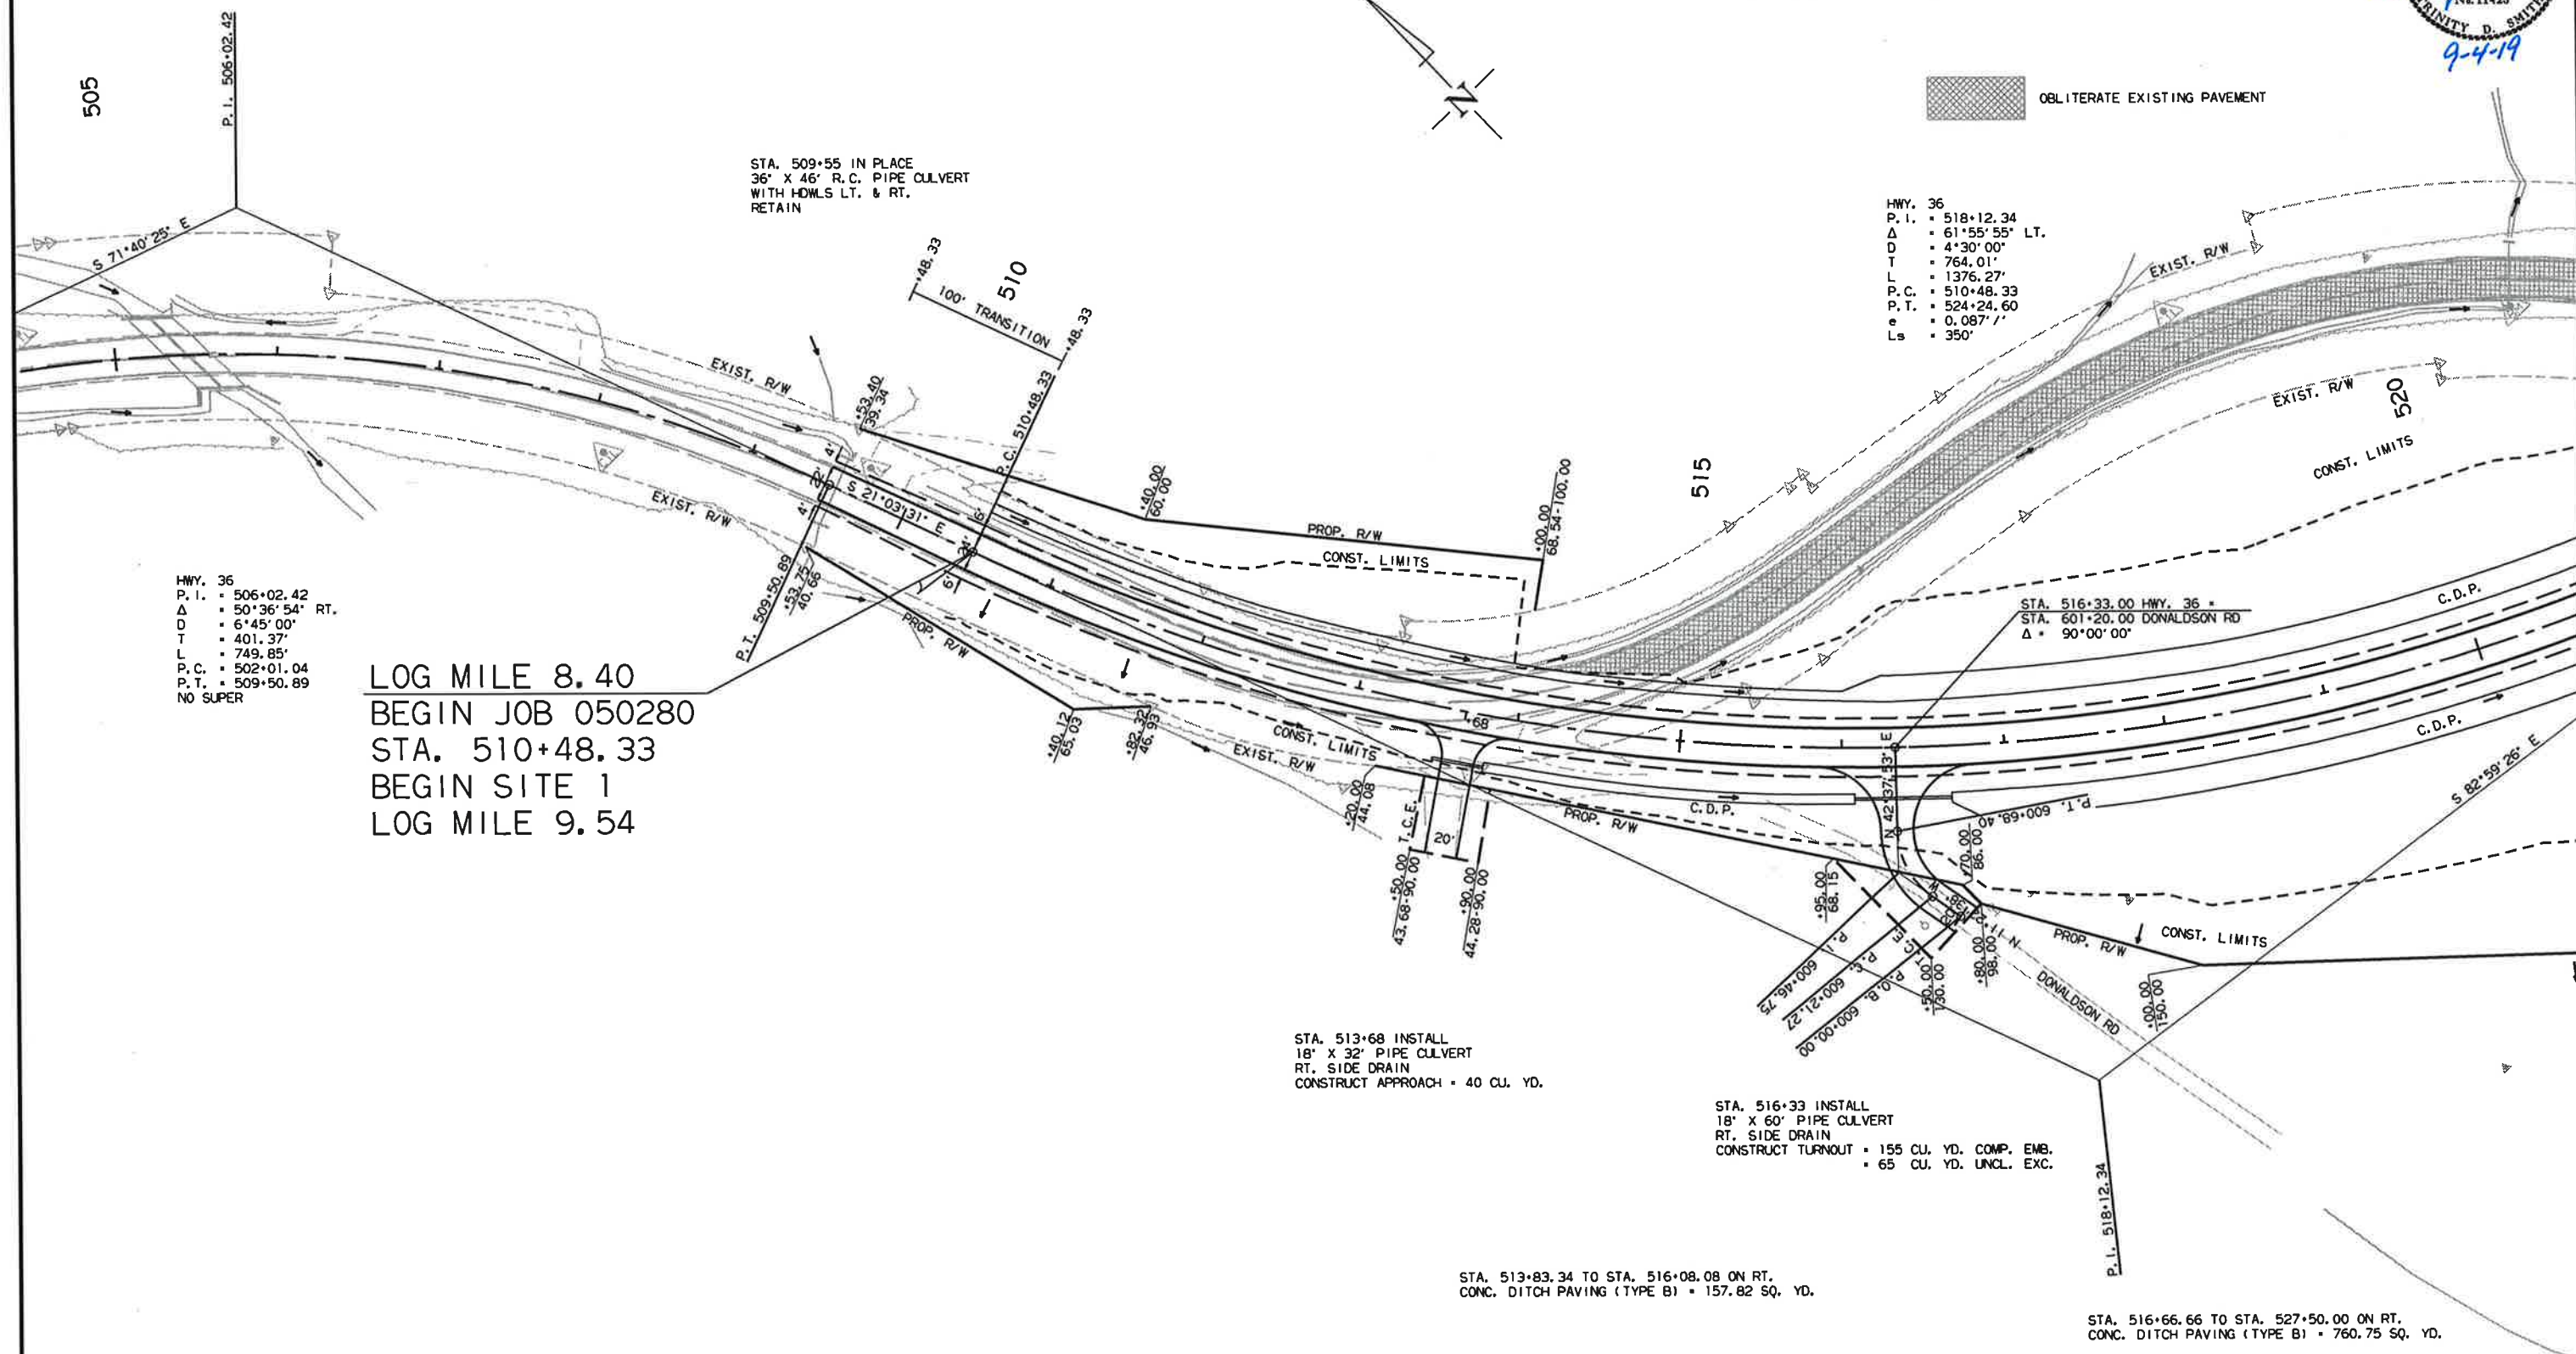 505
P.I. 506+02.42
S 71°40'25" E
No. 11425
TRINITY D. SMITH
9-4-19
N
OBLITERATE EXISTING PAVEMENT
STA. 509+55 IN PLACE
36" X 46' R.C. PIPE CULVERT
WITH HDWLS LT. & RT.
RETAIN
+48.33
100' TRANSITION
510
+48.33
P.C. 510+48.33
HWY. 36
P.I. = 518+12.34
Δ = 61°55'55" LT.
D = 4°30'00"
T = 764.01'
L = 1376.27'
P.C. = 510+48.33
P.T. = 524+24.60
e = 0.087'/'
Ls = 350'
EXIST. R/W
EXIST. R/W
520
CONST. LIMITS
EXIST. R/W
+53.40
39.34
4'
22'
4'
S 21°03'31" E
6'
24'
6'
EXIST. R/W
+40.00
60.00
PROP. R/W
CONST. LIMITS
+00.00
68.54-100.00
515
P.T. 509+50.89
+53.75
40.66
PROP. R/W
HWY. 36
P.I. = 506+02.42
Δ = 50°36'54" RT.
D = 6°45'00"
T = 401.37'
L = 749.85'
P.C. = 502+01.04
P.T. = 509+50.89
NO SUPER
LOG MILE 8.40
BEGIN JOB 050280
STA. 510+48.33
BEGIN SITE 1
LOG MILE 9.54
+40.12
65.03
+82.32
46.93
EXIST. R/W
CONST. LIMITS
+68
+20.00
44.08
T.C.E.
20'
+50.00
43.68-90.00
+90.00
44.28-90.00
PROP. R/W
C.D.P.
STA. 516+33.00 HWY. 36 =
STA. 601+20.00 DONALDSON RD
Δ = 90°00'00"
C.D.P.
C.D.P.
N 42°37'53" E
P.T. 600+68.40
S 82°59'26" E
+95.00
68.15
+70.00
86.00
P.I. 600+46.75
P.C. 600+21.27
P.O.B. 600+00.00
T.C.E.
+50.00
130.00
+80.00
98.00
DONALDSON RD
PROP. R/W
CONST. LIMITS
+00.00
150.00
STA. 513+68 INSTALL
18" X 32' PIPE CULVERT
RT. SIDE DRAIN
CONSTRUCT APPROACH = 40 CU. YD.
STA. 516+33 INSTALL
18" X 60' PIPE CULVERT
RT. SIDE DRAIN
CONSTRUCT TURNOUT = 155 CU. YD. COMP. EMB.
= 65 CU. YD. UNCL. EXC.
P.I. 518+12.34
STA. 513+83.34 TO STA. 516+08.08 ON RT.
CONC. DITCH PAVING (TYPE B) = 157.82 SQ. YD.
STA. 516+66.66 TO STA. 527+50.00 ON RT.
CONC. DITCH PAVING (TYPE B) = 760.75 SQ. YD.